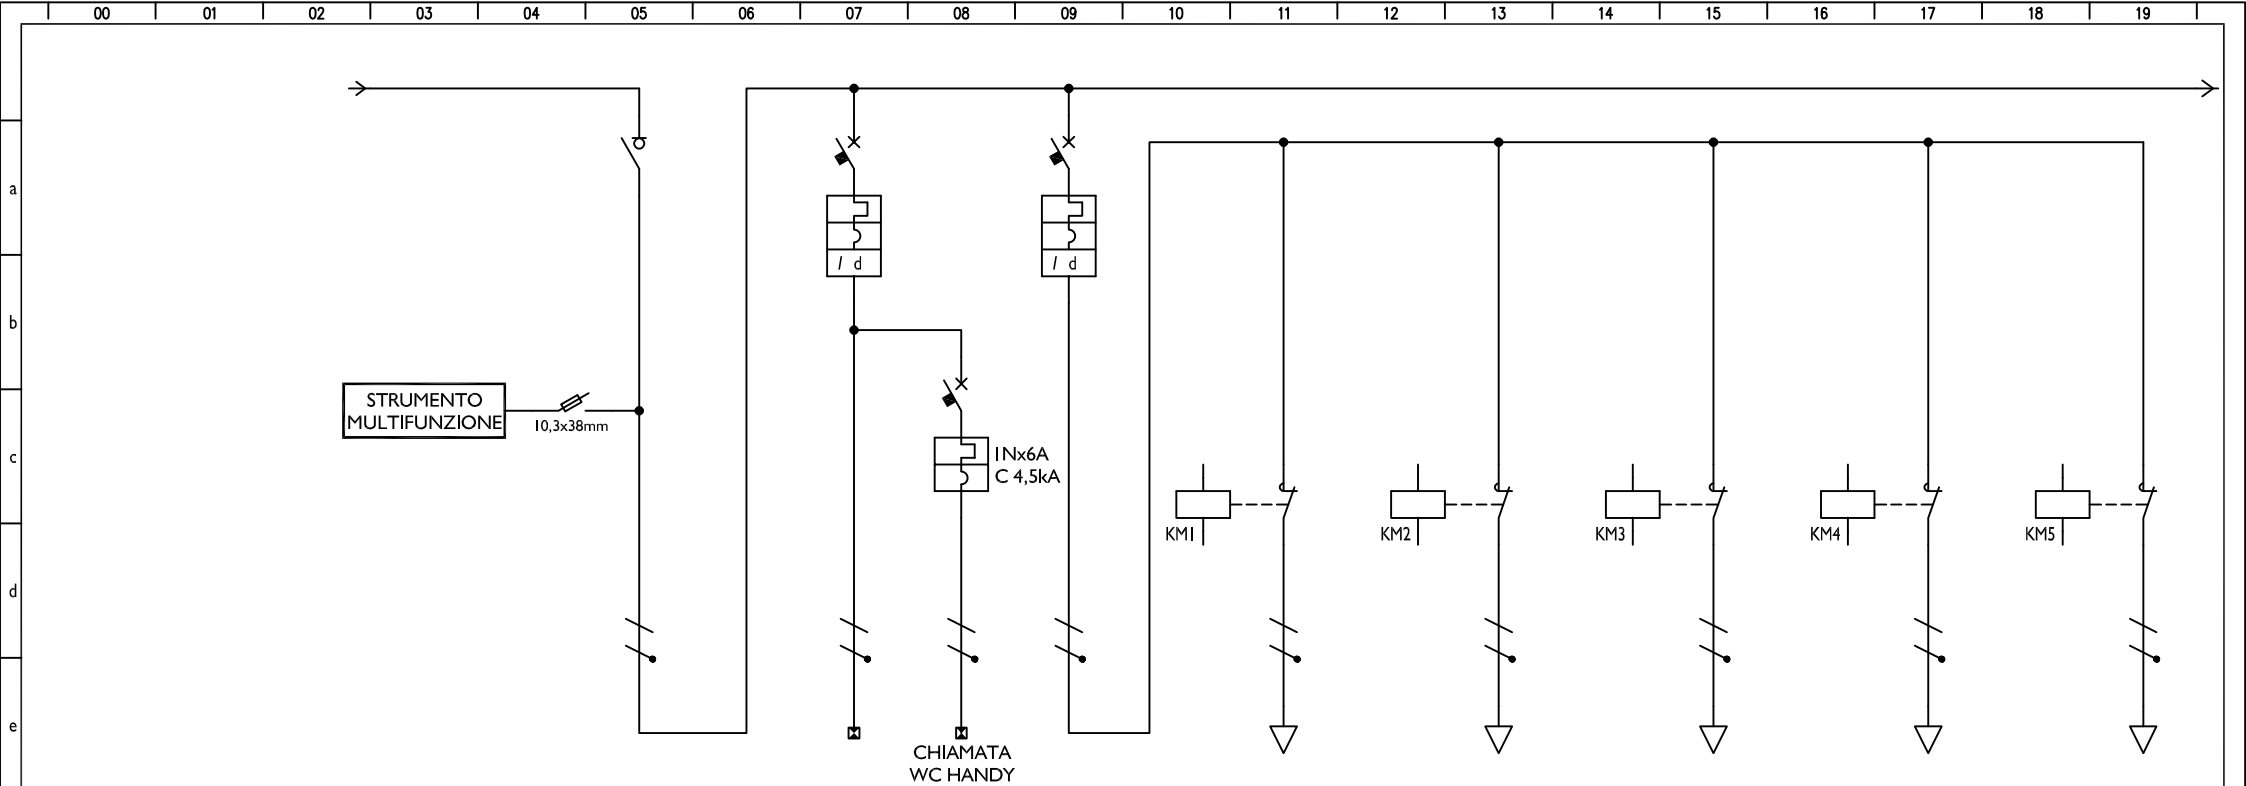 00 01 02 03 04 05 06 07 08 09 10 11 12 13 14 15 16 17 18 19
a
I d I d
b
STRUMENTO
MULTIFUNZIONE
10,3x38mm
c
1Nx6A
C 4,5kA
KM1 KM2 KM3 KM4 KM5
d
e
CHIAMATA
WC HANDY